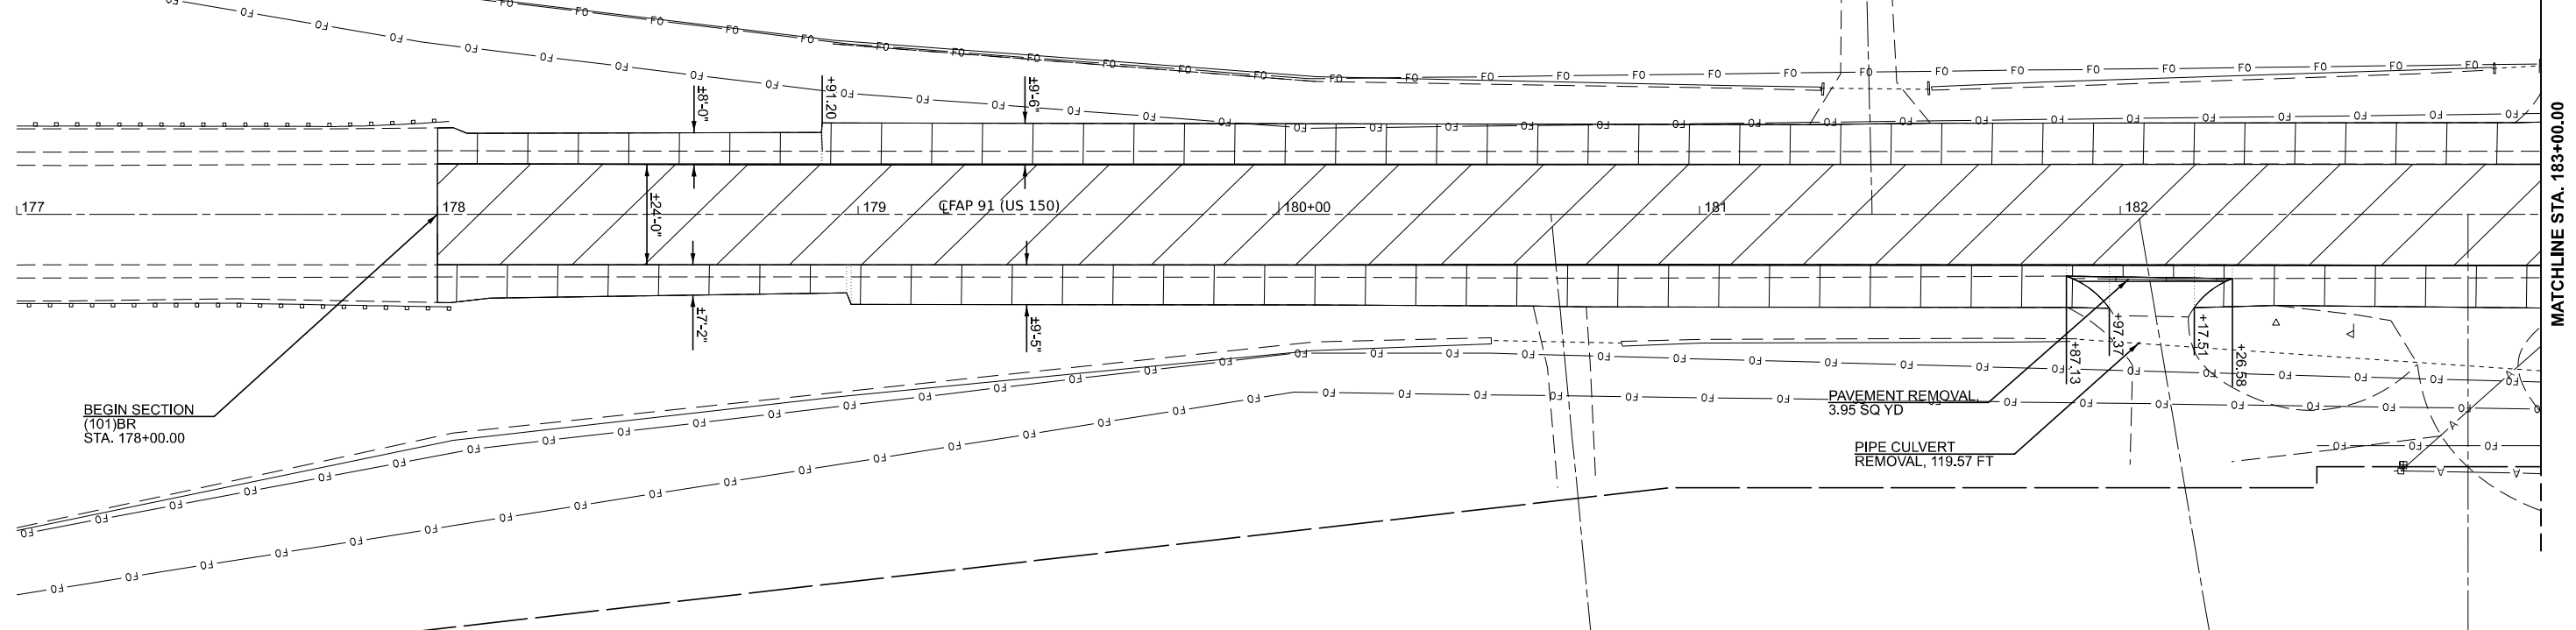 ±8'-0"
+91.20
±9'-6"
177
178
±24'-0"
179
℄ FAP 91 (US 150)
180+00
181
182
MATCHLINE STA. 183+00.00
±7'-2"
±9'-5"
+87.13
+97.37
+17.51
+26.58
BEGIN SECTION
(101)BR
STA. 178+00.00
PAVEMENT REMOVAL,
3.95 SQ YD
PIPE CULVERT
REMOVAL, 119.57 FT
FO
A